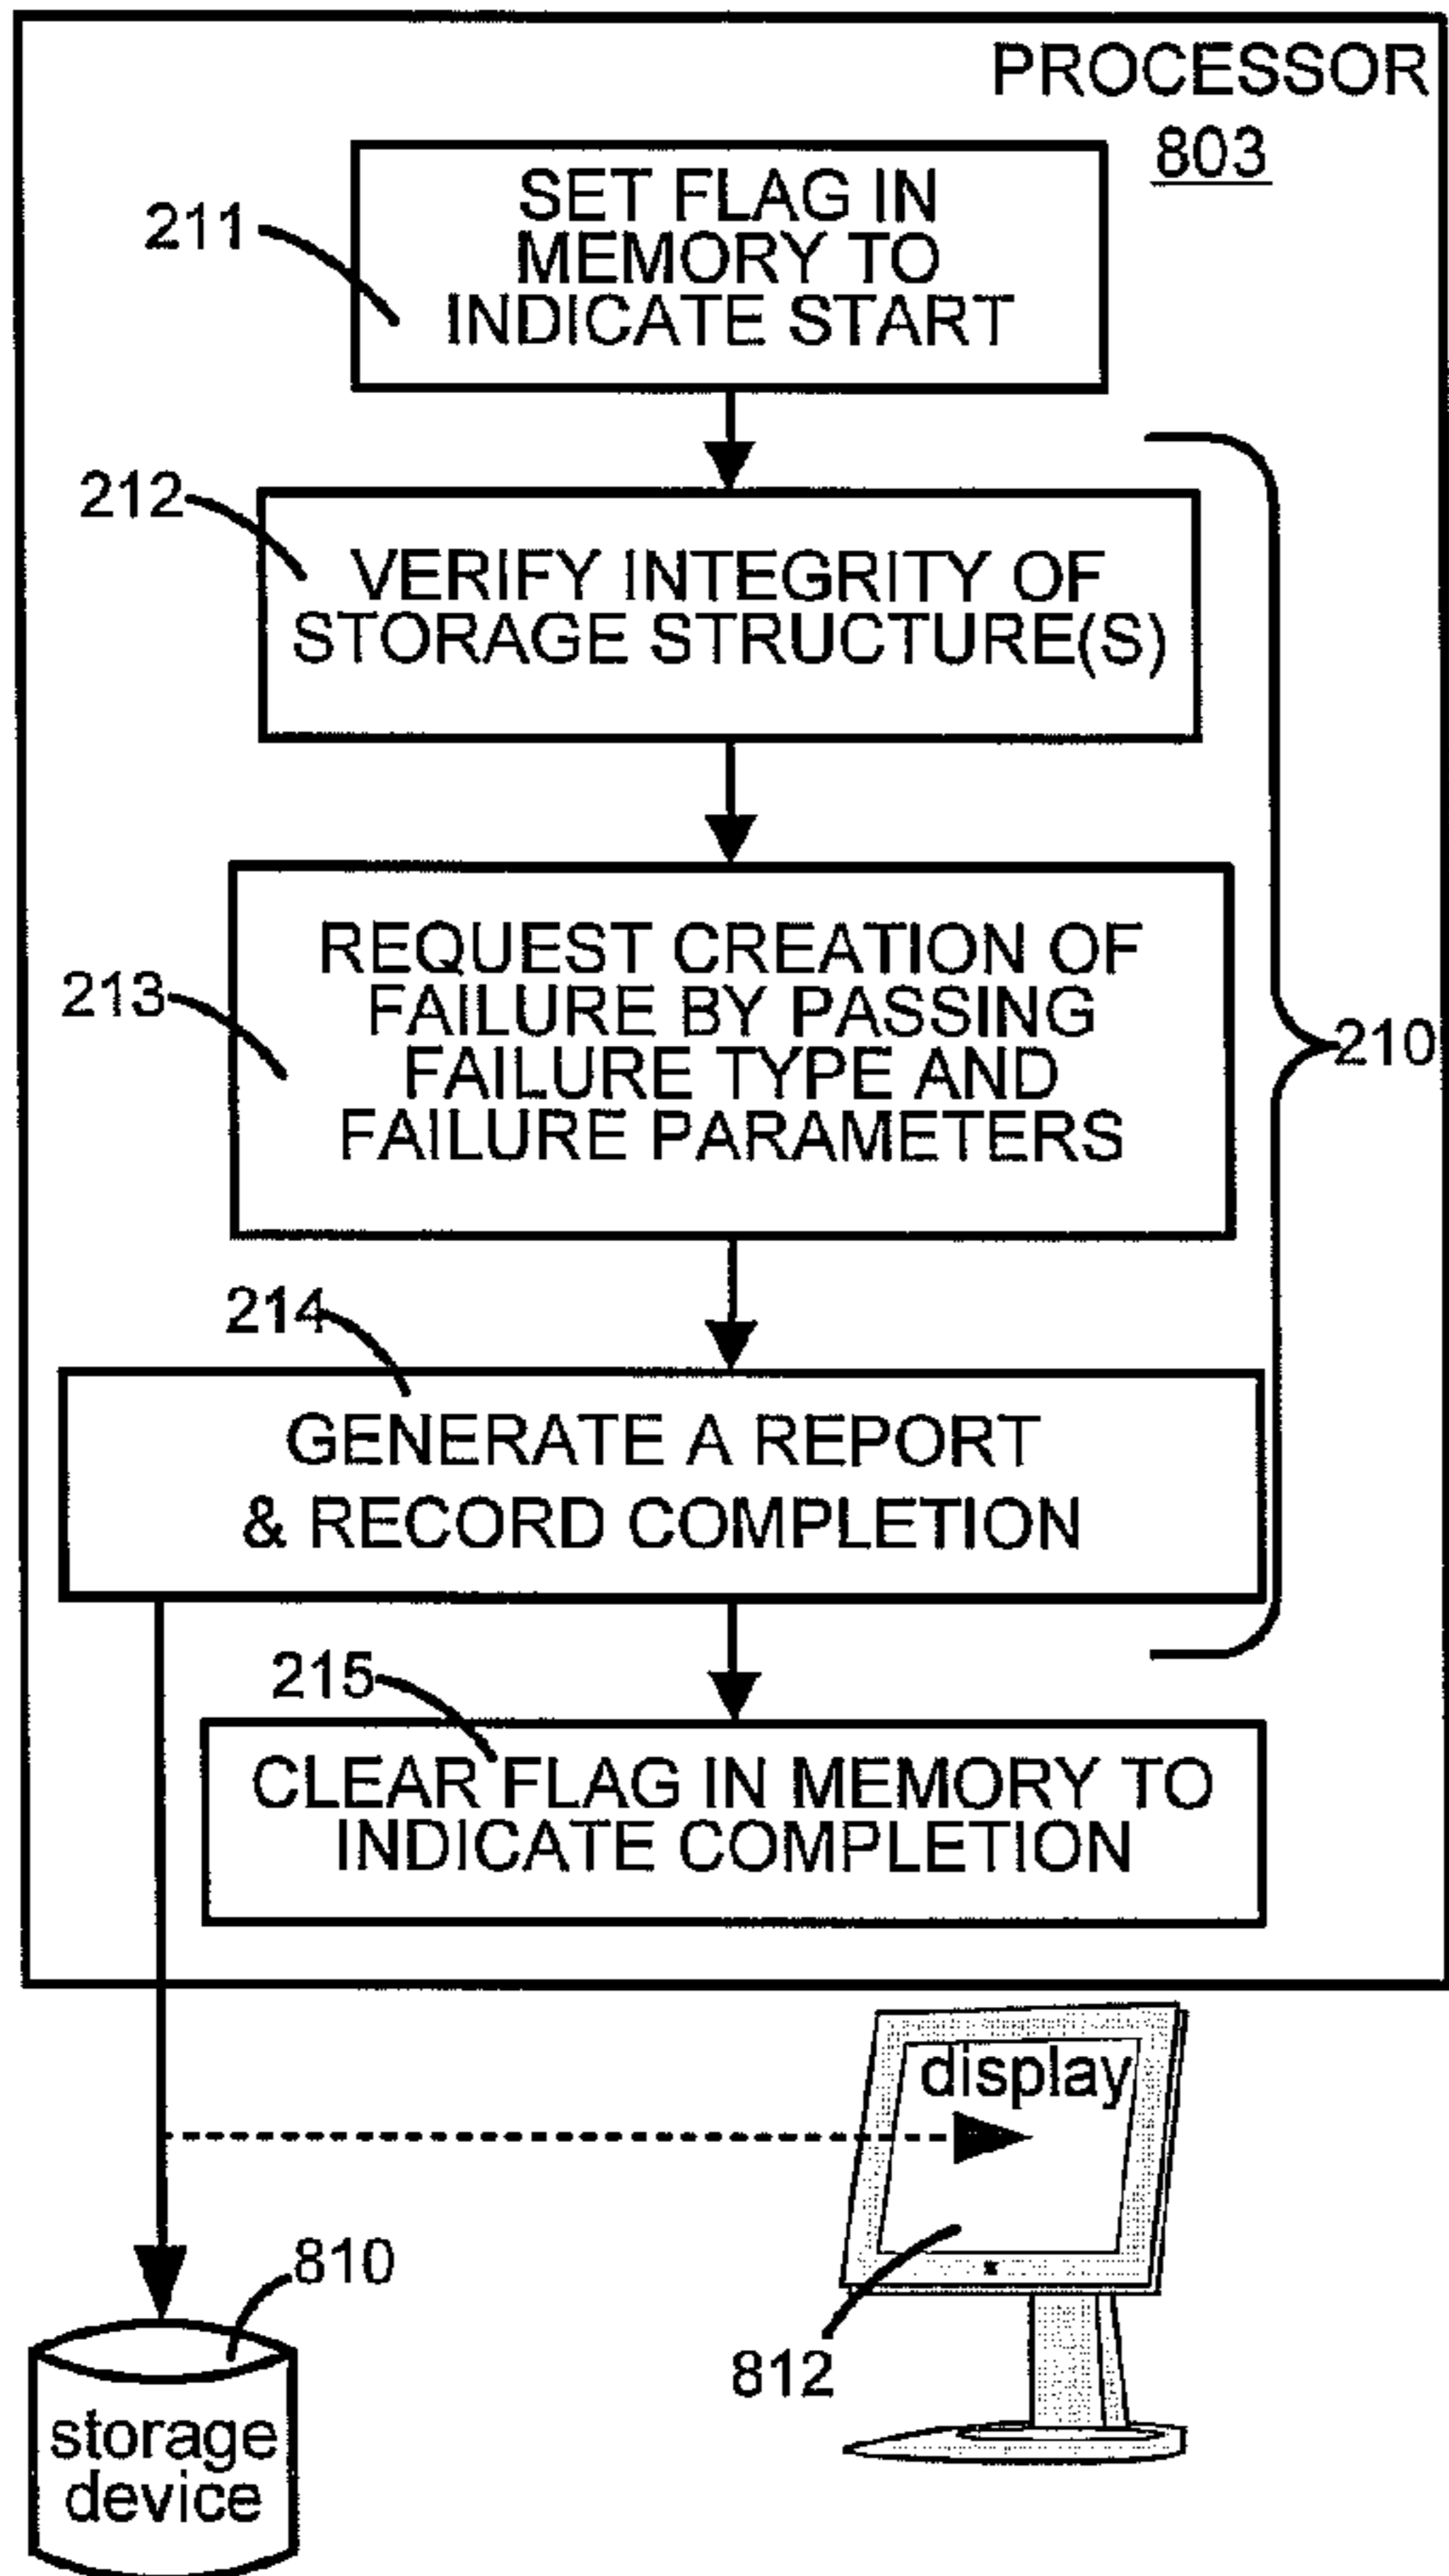 PROCESSOR
803
211
SET FLAG IN
MEMORY TO
INDICATE START
212
VERIFY INTEGRITY OF
STORAGE STRUCTURE(S)
213
REQUEST CREATION OF
FAILURE BY PASSING
FAILURE TYPE AND
FAILURE PARAMETERS
210
214
GENERATE A REPORT
& RECORD COMPLETION
215
CLEAR FLAG IN MEMORY TO
INDICATE COMPLETION
display
810
812
storage
device